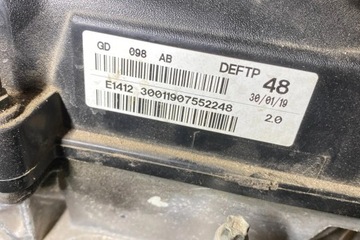 GD 098 AB DEFTP 48
30/01/19
E1412 30011907552248
2.0